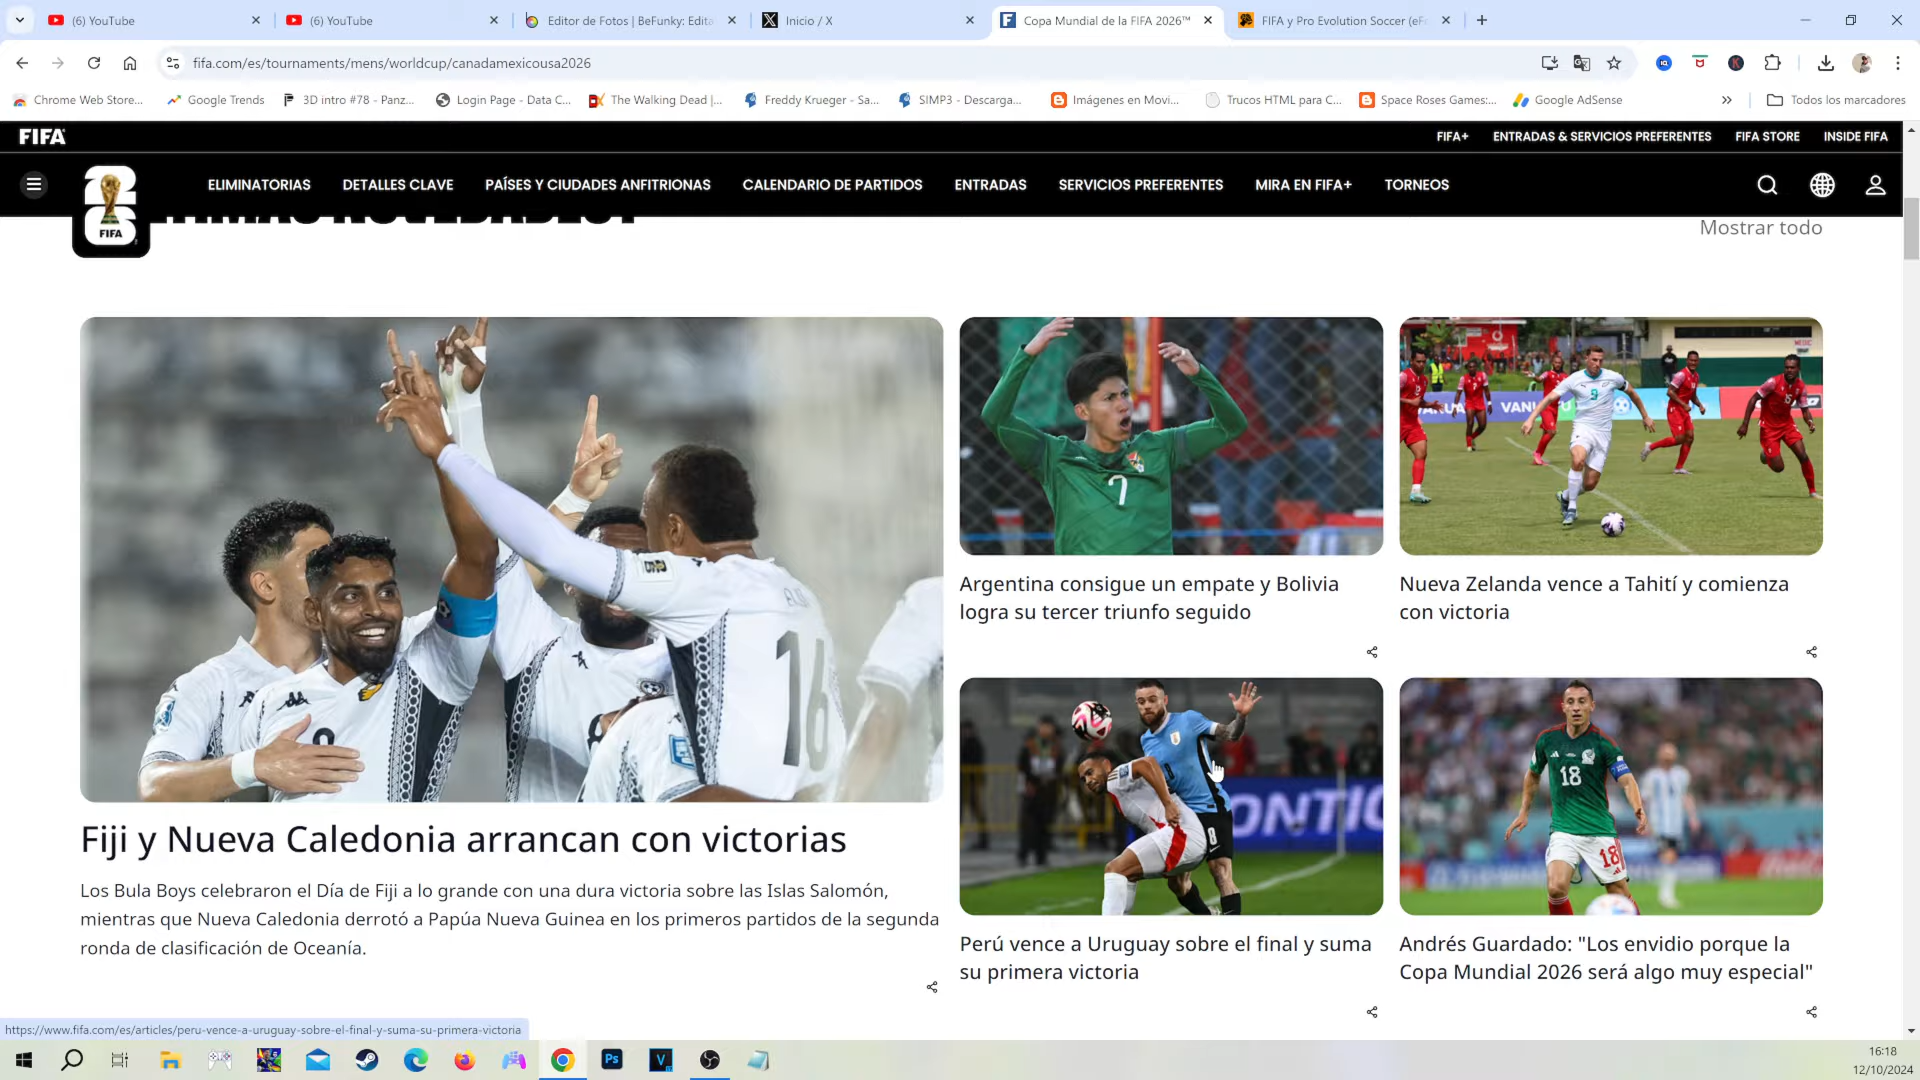 (6) YouTube
(6) YouTube
Editor de Fotos | BeFunky: Edita
Inicio / X
Copa Mundial de la FIFA 2026™
FIFA y Pro Evolution Soccer (eFo
fifa.com/es/tournaments/mens/worldcup/canadamexicousa2026
Chrome Web Store...
Google Trends
3D intro #78 - Panz...
Login Page - Data C...
The Walking Dead |...
Freddy Krueger - Sa...
SIMP3 - Descarga...
Imágenes en Movi...
Trucos HTML para C...
Space Roses Games:...
Google AdSense
Todos los marcadores
FIFA
FIFA+
ENTRADAS & SERVICIOS PREFERENTES
FIFA STORE
INSIDE FIFA
FIFA
ELIMINATORIAS
DETALLES CLAVE
PAÍSES Y CIUDADES ANFITRIONAS
CALENDARIO DE PARTIDOS
ENTRADAS
SERVICIOS PREFERENTES
MIRA EN FIFA+
TORNEOS
Mostrar todo
16
7
9
8
18
18
Argentina consigue un empate y Bolivia
logra su tercer triunfo seguido
Nueva Zelanda vence a Tahití y comienza
con victoria
Fiji y Nueva Caledonia arrancan con victorias
Los Bula Boys celebraron el Día de Fiji a lo grande con una dura victoria sobre las Islas Salomón,
mientras que Nueva Caledonia derrotó a Papúa Nueva Guinea en los primeros partidos de la segunda
ronda de clasificación de Oceanía.
Perú vence a Uruguay sobre el final y suma
su primera victoria
Andrés Guardado: "Los envidio porque la
Copa Mundial 2026 será algo muy especial"
https://www.fifa.com/es/articles/peru-vence-a-uruguay-sobre-el-final-y-suma-su-primera-victoria
Ps
V
16:18
12/10/2024